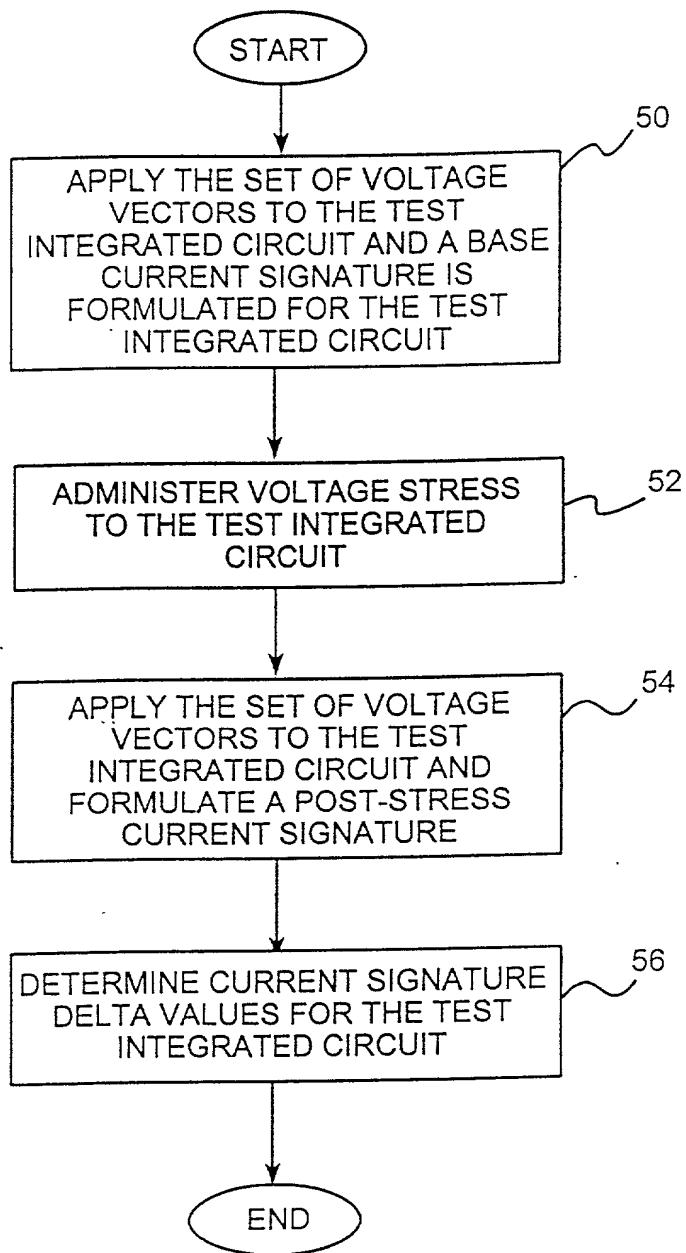 START
50
APPLY THE SET OF VOLTAGE
VECTORS TO THE TEST
INTEGRATED CIRCUIT AND A BASE
CURRENT SIGNATURE IS
FORMULATED FOR THE TEST
INTEGRATED CIRCUIT
52
ADMINISTER VOLTAGE STRESS
TO THE TEST INTEGRATED
CIRCUIT
54
APPLY THE SET OF VOLTAGE
VECTORS TO THE TEST
INTEGRATED CIRCUIT AND
FORMULATE A POST-STRESS
CURRENT SIGNATURE
56
DETERMINE CURRENT SIGNATURE
DELTA VALUES FOR THE TEST
INTEGRATED CIRCUIT
END